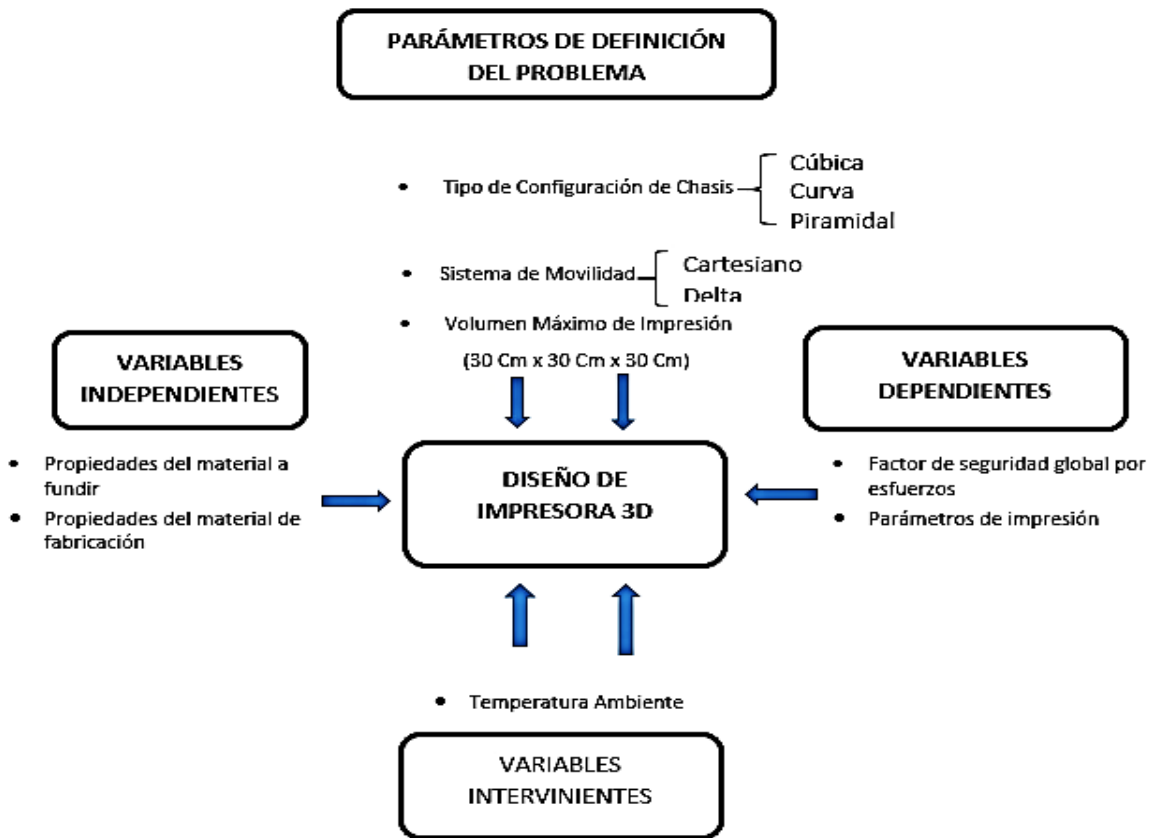 PARÁMETROS DE DEFINICIÓN
DEL PROBLEMA
• Tipo de Configuración de Chasis
Cúbica
Curva
Piramidal
• Sistema de Movilidad
Cartesiano
Delta
• Volumen Máximo de Impresión
(30 Cm x 30 Cm x 30 Cm)
VARIABLES
INDEPENDIENTES
• Propiedades del material a
fundir
• Propiedades del material de
fabricación
DISEÑO DE
IMPRESORA 3D
VARIABLES
DEPENDIENTES
• Factor de seguridad global por
esfuerzos
• Parámetros de impresión
• Temperatura Ambiente
VARIABLES
INTERVINIENTES